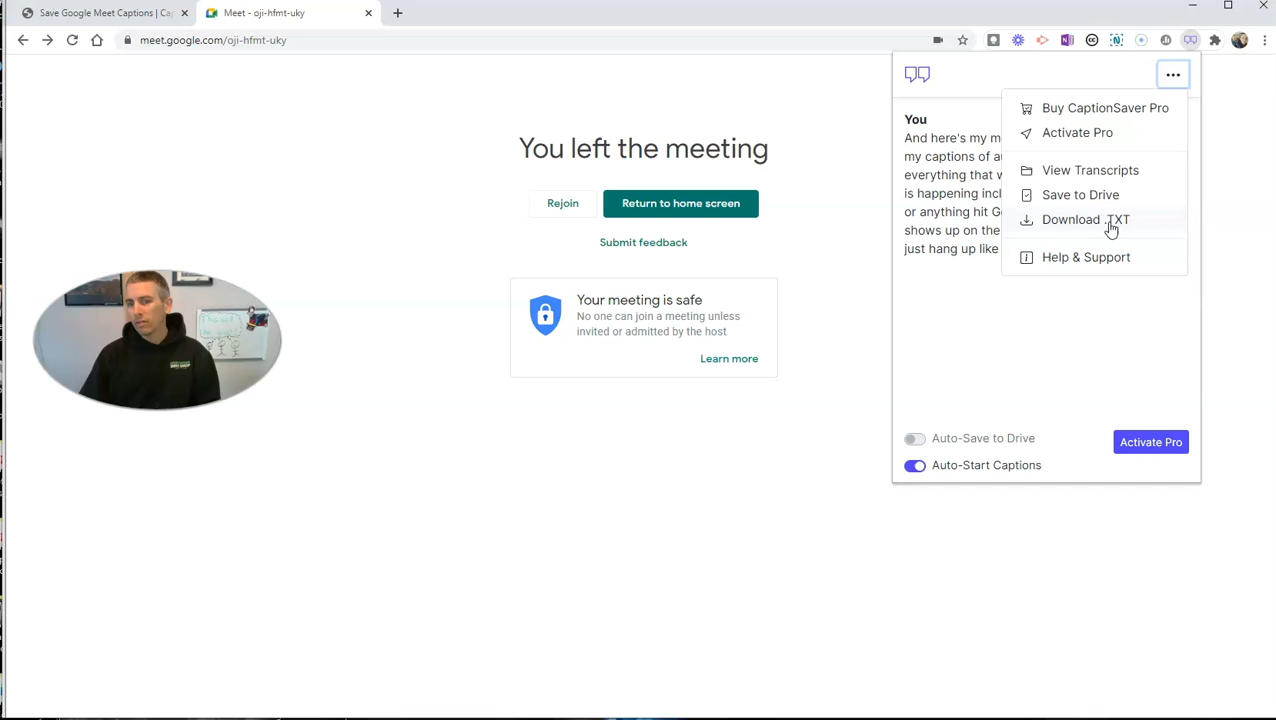 Save Google Meet Captions | Ca
Meet - oji-hfmt-uky
meet.google.com/oji-hfmt-uky
You left the meeting
Rejoin
Return to home screen
Submit feedback
Your meeting is safe
No one can join a meeting unless
invited or admitted by the host
Learn more
Buy CaptionSaver Pro
Activate Pro
View Transcripts
Save to Drive
Download .TXT
Help & Support
You
And here's my m
my captions of a
everything that w
is happening incl
or anything hit G
shows up on the
just hang up like
Auto-Save to Drive
Activate Pro
Auto-Start Captions